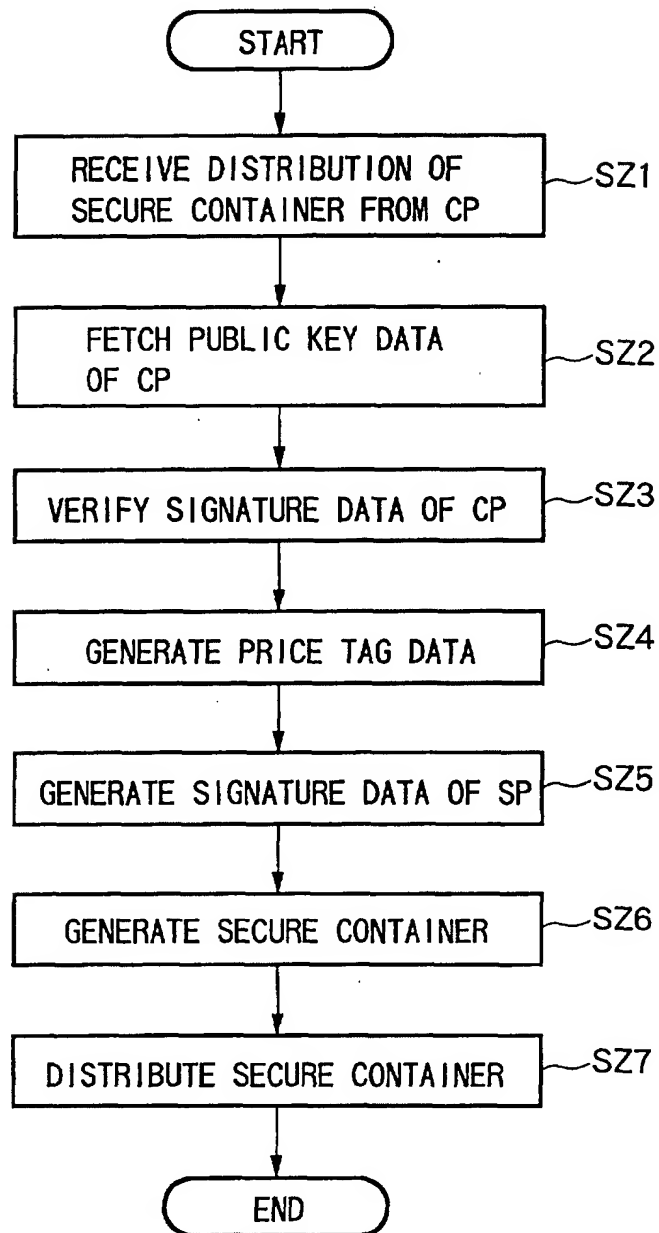 START
RECEIVE DISTRIBUTION OF
SECURE CONTAINER FROM CP
SZ1
FETCH PUBLIC KEY DATA
OF CP
SZ2
VERIFY SIGNATURE DATA OF CP
SZ3
GENERATE PRICE TAG DATA
SZ4
GENERATE SIGNATURE DATA OF SP
SZ5
GENERATE SECURE CONTAINER
SZ6
DISTRIBUTE SECURE CONTAINER
SZ7
END